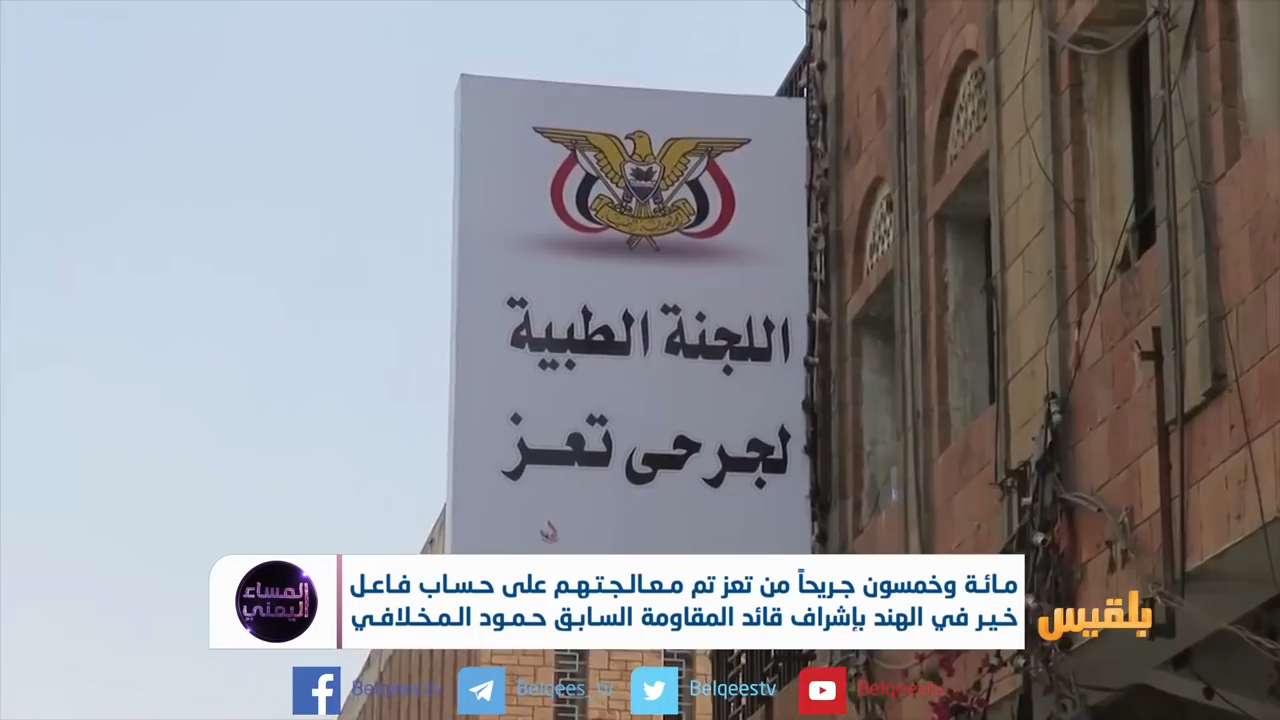 اللجنة الطبية
لجرحى تعز
المساء
اليمني
مائة وخمسون جريحاً من تعز تم معالجتهم على حساب فاعل
خير في الهند بإشراف قائد المقاومة السابق حمود المخلافي
بلقيس
Belqees.tv
Belqees_tv
Belqeestv
Belqeestv